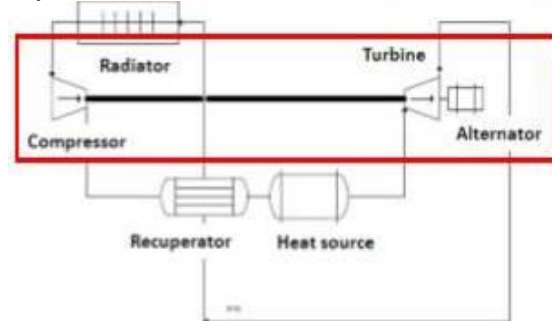 Radiator
Turbine
Compressor
Alternator
Recuperator
Heat source